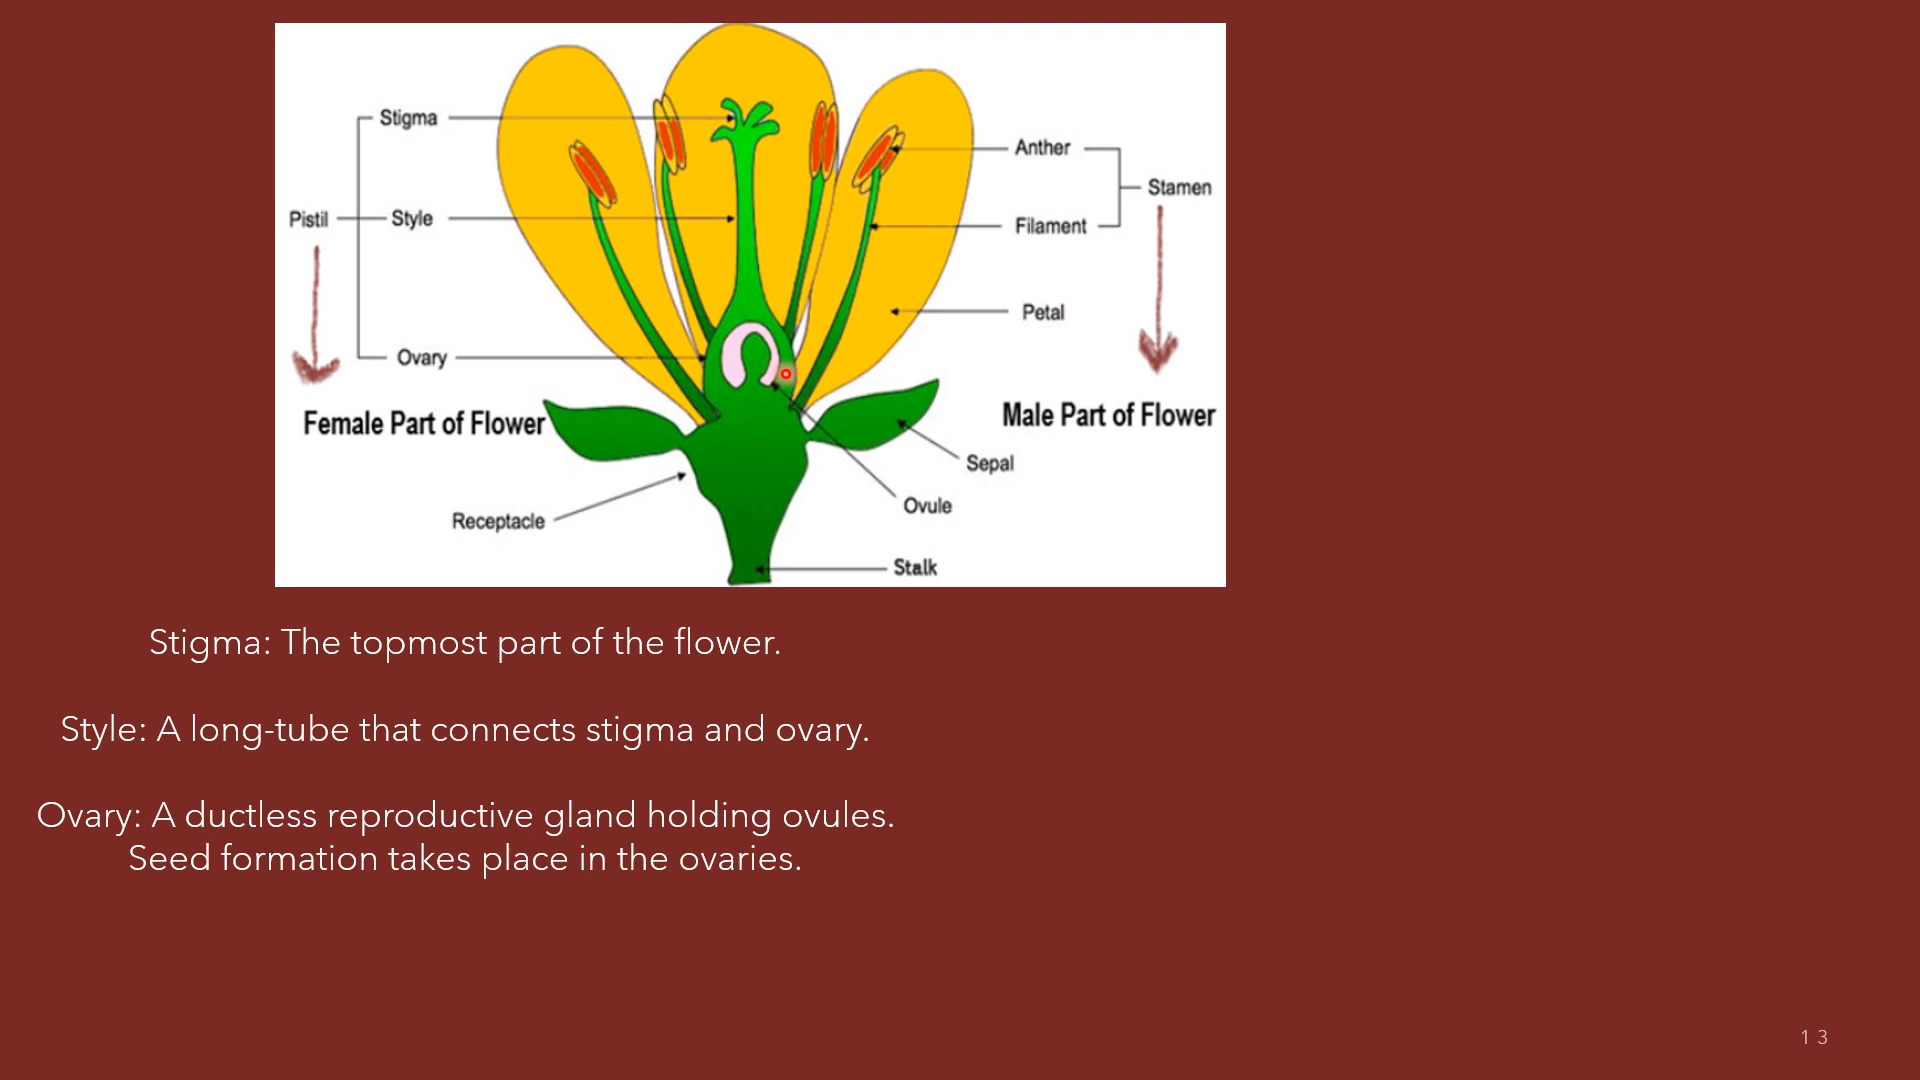 Stigma
Anther
Stamen
Pistil
Style
Filament
Petal
Ovary
Female Part of Flower
Male Part of Flower
Sepal
Ovule
Receptacle
Stalk
Stigma: The topmost part of the flower.
Style: A long-tube that connects stigma and ovary.
Ovary: A ductless reproductive gland holding ovules.
Seed formation takes place in the ovaries.
13